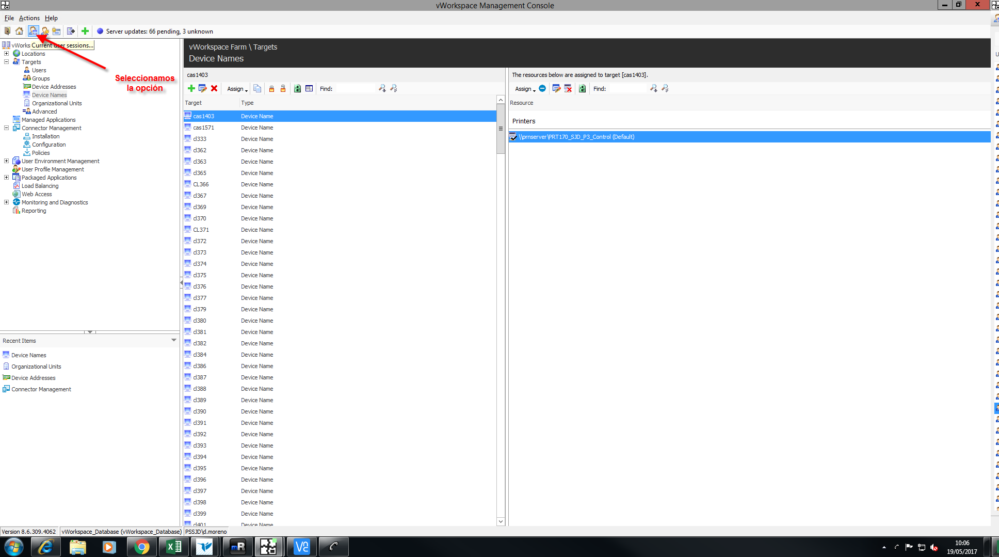 vWorkspace Management Console
File Actions Help
Server updates: 66 pending, 3 unknown
vWorks
Current user sessions...
Locations
Targets
Users
Groups
Device Addresses
Device Names
Organizational Units
Advanced
Managed Applications
Connector Management
Installation
Configuration
Policies
User Environment Management
User Profile Management
Packaged Applications
Load Balancing
Web Access
Monitoring and Diagnostics
Reporting
Seleccionamos
la opción
Recent Items
Device Names
Organizational Units
Device Addresses
Connector Management
vWorkspace Farm \ Targets
Device Names
cas1403
Assign Find:
Target Type
cas1403 Device Name
cas1571 Device Name
cl333 Device Name
cl362 Device Name
cl363 Device Name
cl365 Device Name
CL366 Device Name
cl367 Device Name
cl369 Device Name
cl370 Device Name
CL371 Device Name
cl372 Device Name
cl373 Device Name
cl374 Device Name
cl375 Device Name
cl376 Device Name
cl377 Device Name
cl379 Device Name
cl380 Device Name
cl381 Device Name
cl382 Device Name
cl384 Device Name
cl386 Device Name
cl387 Device Name
cl388 Device Name
cl389 Device Name
cl390 Device Name
cl391 Device Name
cl392 Device Name
cl393 Device Name
cl394 Device Name
cl395 Device Name
cl396 Device Name
cl397 Device Name
cl398 Device Name
cl399 Device Name
cl401 Device Name
The resources below are assigned to target [cas1403].
Assign Find:
Resource
Printers
\\prnserver\PRT170_SJD_P3_Control (Default)
U
Version 8.6.309.4062 vWorkspace_Database (vWorkspace_Database) PSSJD\d.moreno
mR
10:06
19/05/2017